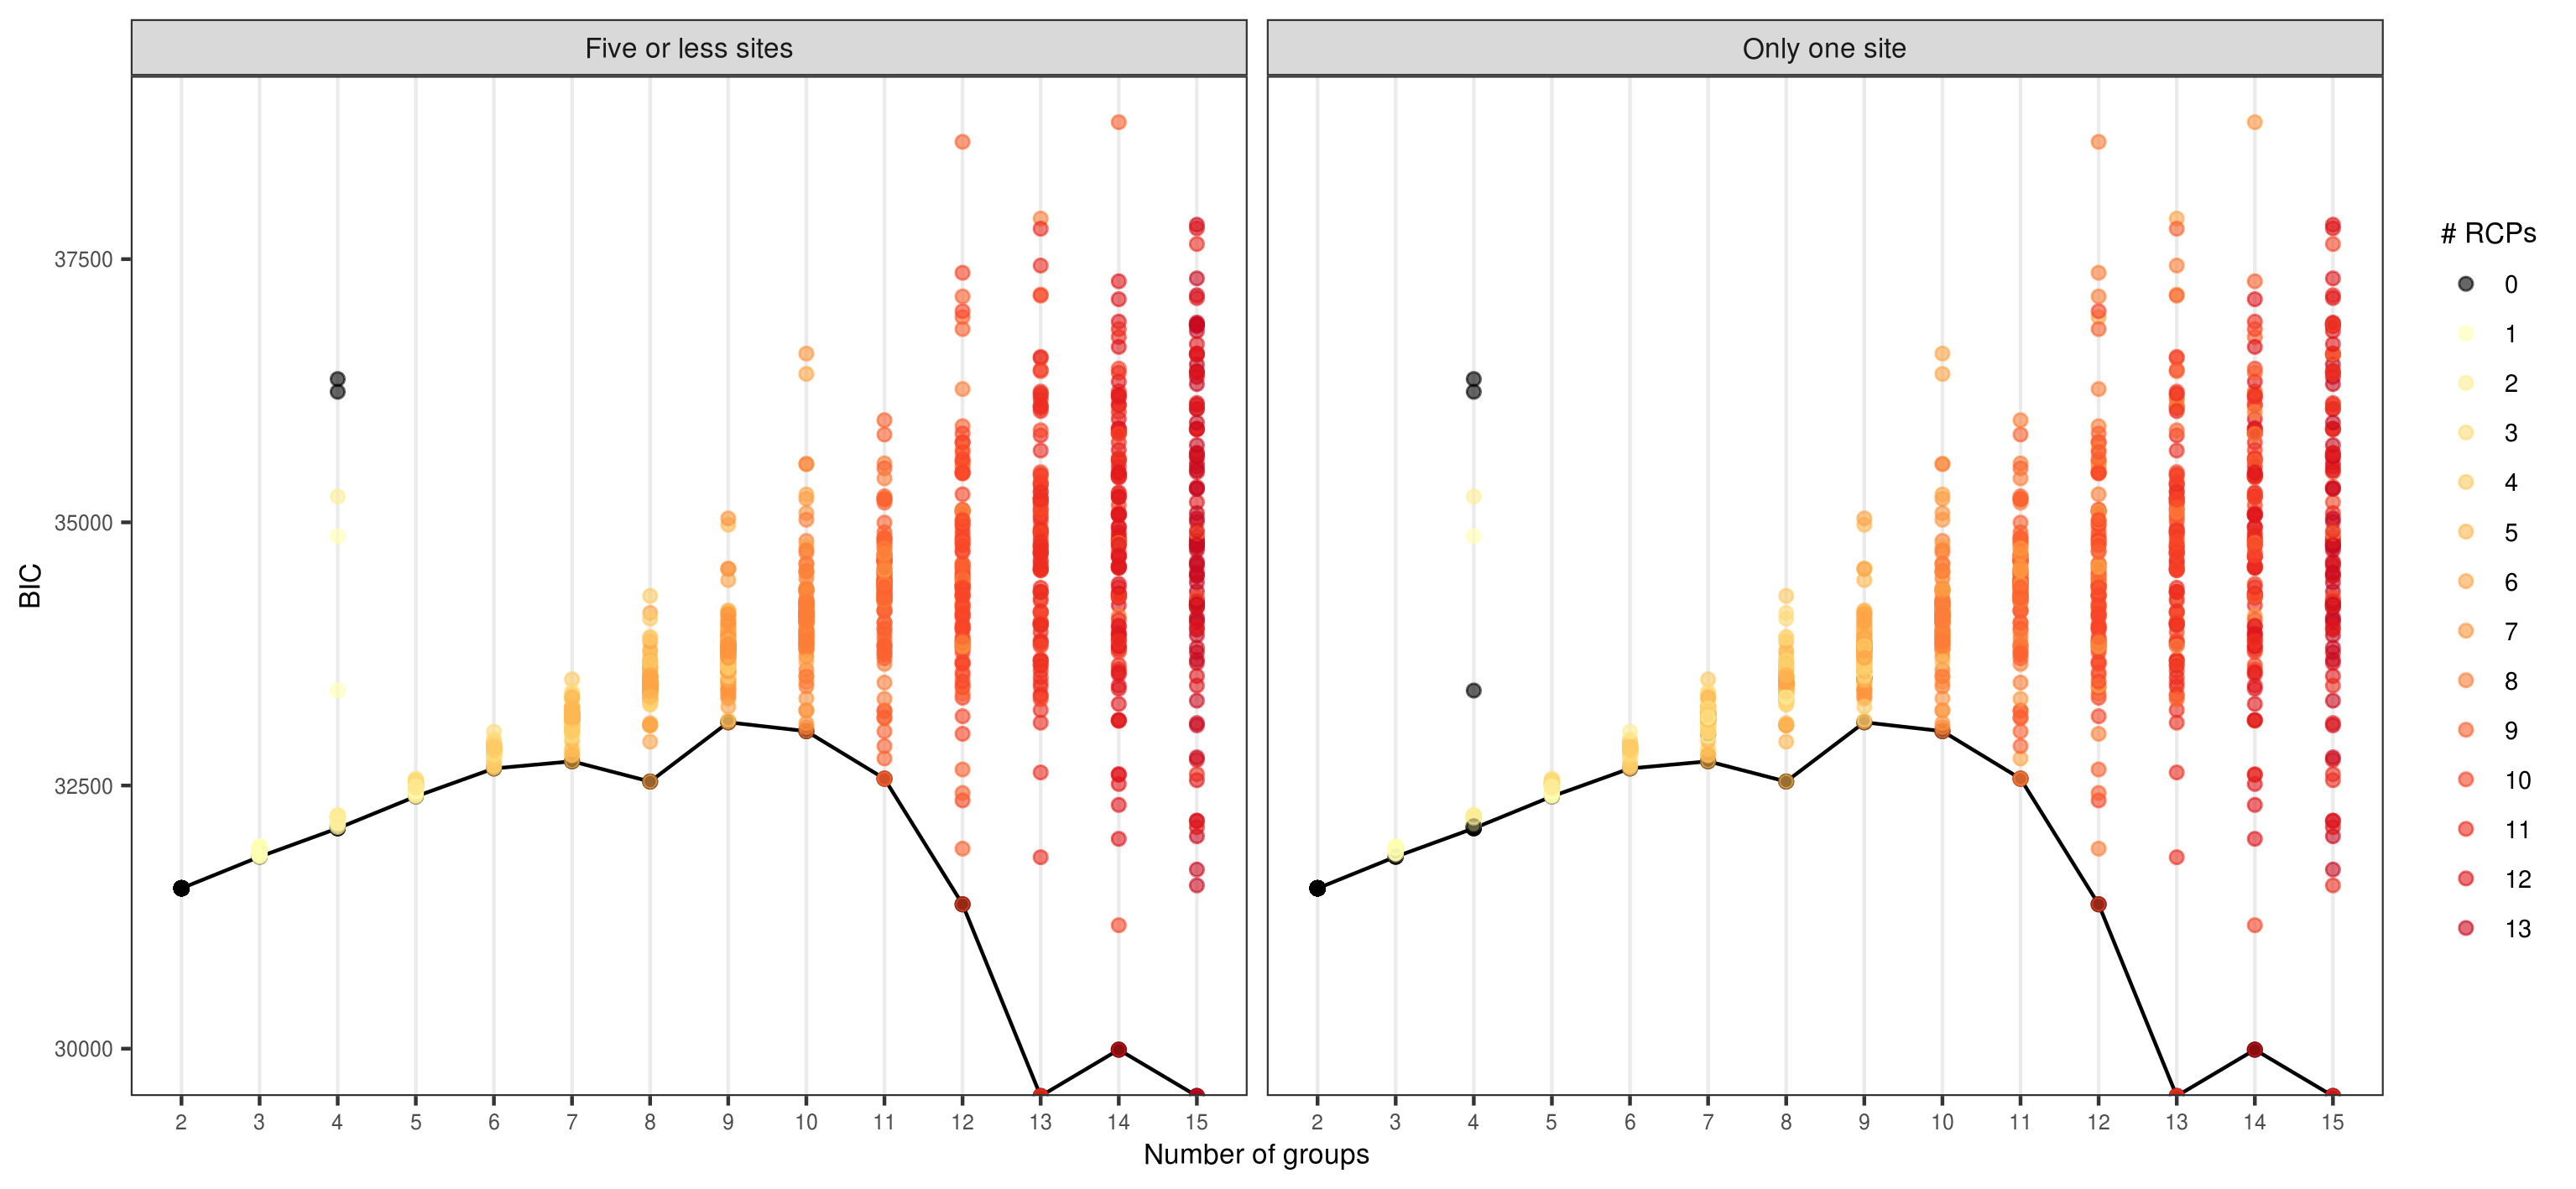 Five or less sites
Only one site
BIC
37500
35000
32500
30000
2 3 4 5 6 7 8 9 10 11 12 13 14 15
2 3 4 5 6 7 8 9 10 11 12 13 14 15
Number of groups
# RCPs
0
1
2
3
4
5
6
7
8
9
10
11
12
13